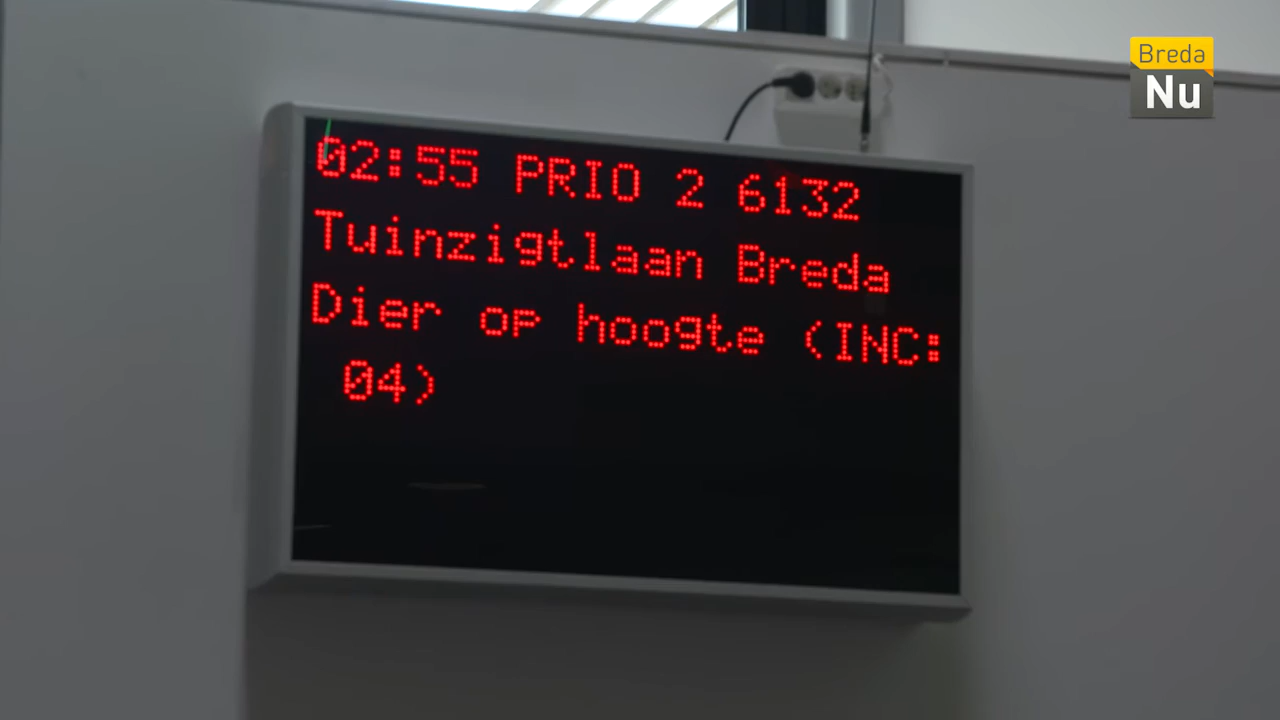 Breda
Nu
02:55 PRIO 2 6132
Tuinzigtlaan Breda
Dier op hoogte (INC:
04)